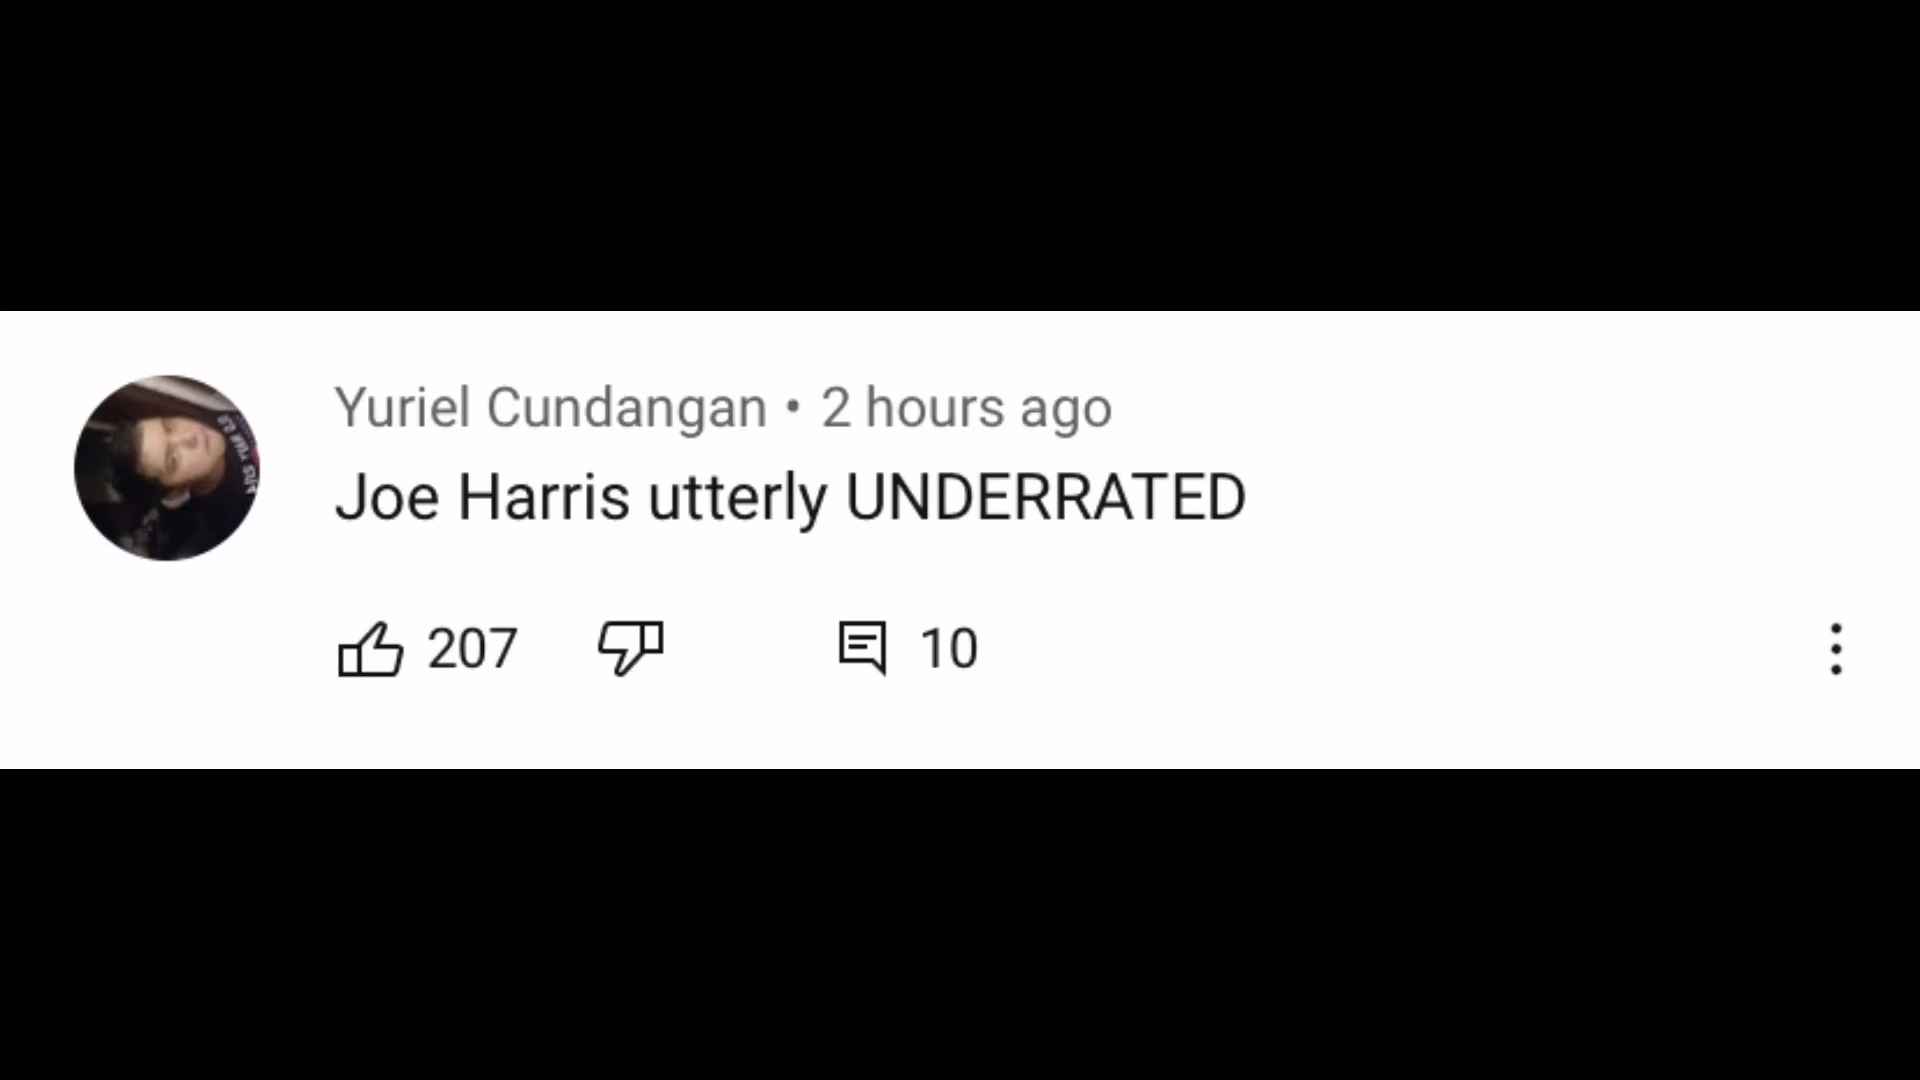 Yuriel Cundangan • 2 hours ago
Joe Harris utterly UNDERRATED
207 10